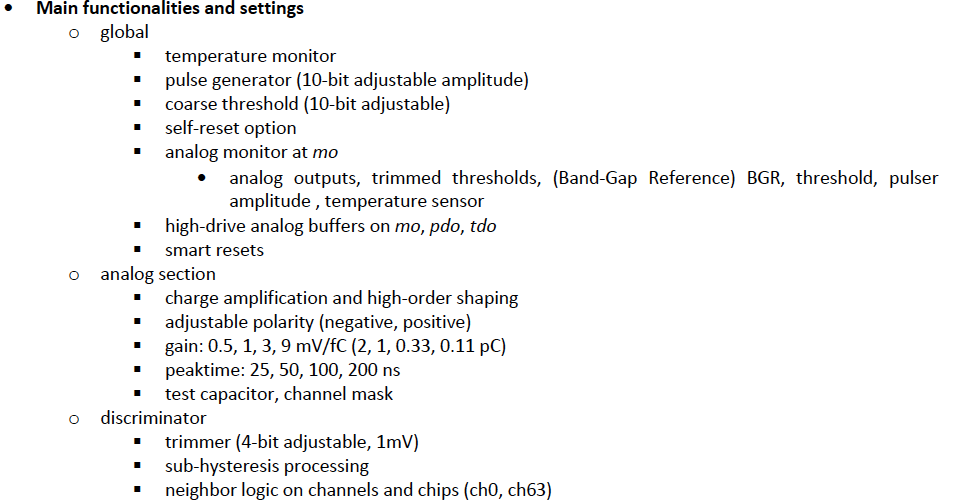 • Main functionalities and settings
o global
▪ temperature monitor
▪ pulse generator (10-bit adjustable amplitude)
▪ coarse threshold (10-bit adjustable)
▪ self-reset option
▪ analog monitor at mo
• analog outputs, trimmed thresholds, (Band-Gap Reference) BGR, threshold, pulser
amplitude , temperature sensor
▪ high-drive analog buffers on mo, pdo, tdo
▪ smart resets
o analog section
▪ charge amplification and high-order shaping
▪ adjustable polarity (negative, positive)
▪ gain: 0.5, 1, 3, 9 mV/fC (2, 1, 0.33, 0.11 pC)
▪ peaktime: 25, 50, 100, 200 ns
▪ test capacitor, channel mask
o discriminator
▪ trimmer (4-bit adjustable, 1mV)
▪ sub-hysteresis processing
▪ neighbor logic on channels and chips (ch0, ch63)